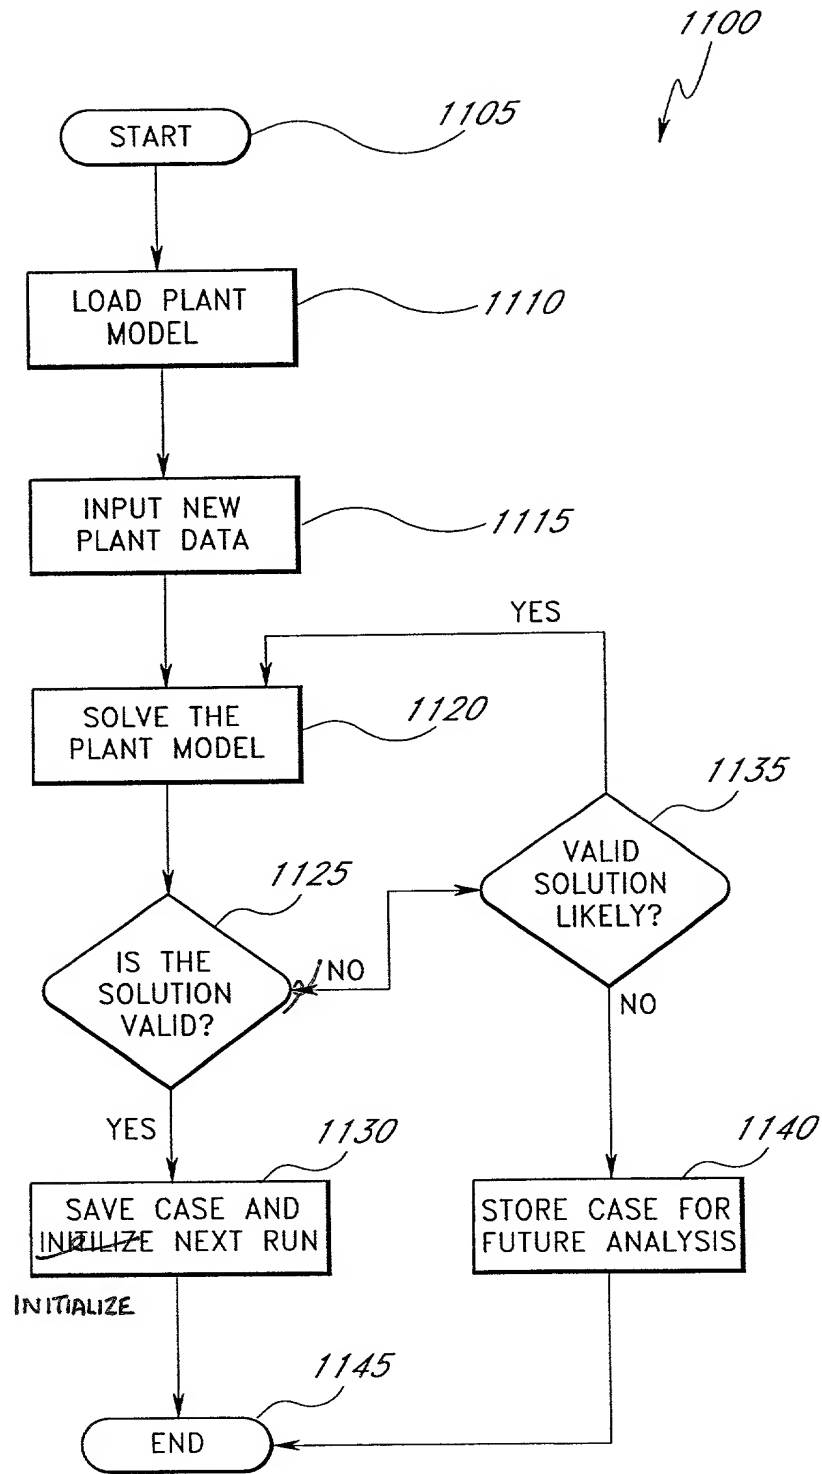 1100
START
1105
LOAD PLANT
MODEL
1110
INPUT NEW
PLANT DATA
1115
YES
SOLVE THE
PLANT MODEL
1120
1135
VALID
SOLUTION
LIKELY?
1125
IS THE
SOLUTION
VALID?
NO
NO
YES
1130
SAVE CASE AND
INITILIZE NEXT RUN
INITIALIZE
1140
STORE CASE FOR
FUTURE ANALYSIS
1145
END